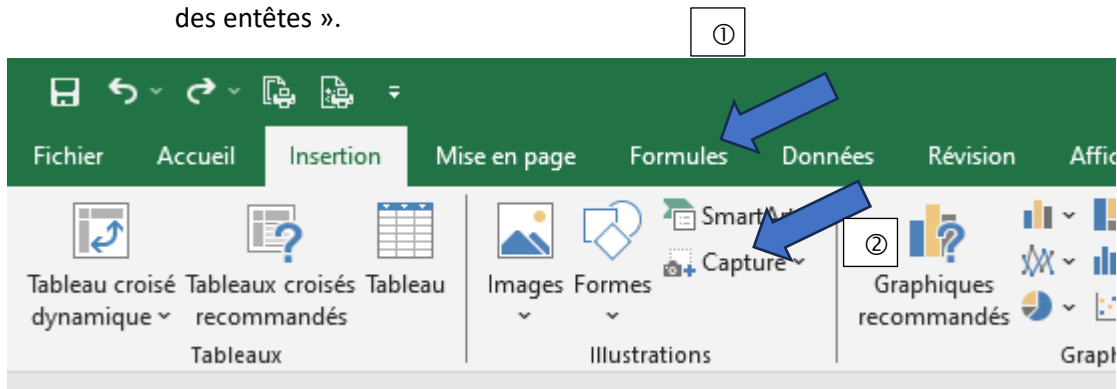 des entêtes ».
①
Fichier Accueil Insertion Mise en page Formules Données Révision
SmartArt
② 
Capture
Tableau croisé dynamique
Tableaux croisés recommandés
Tableau
Images
Formes
Graphiques recommandés
Tableaux
Illustrations